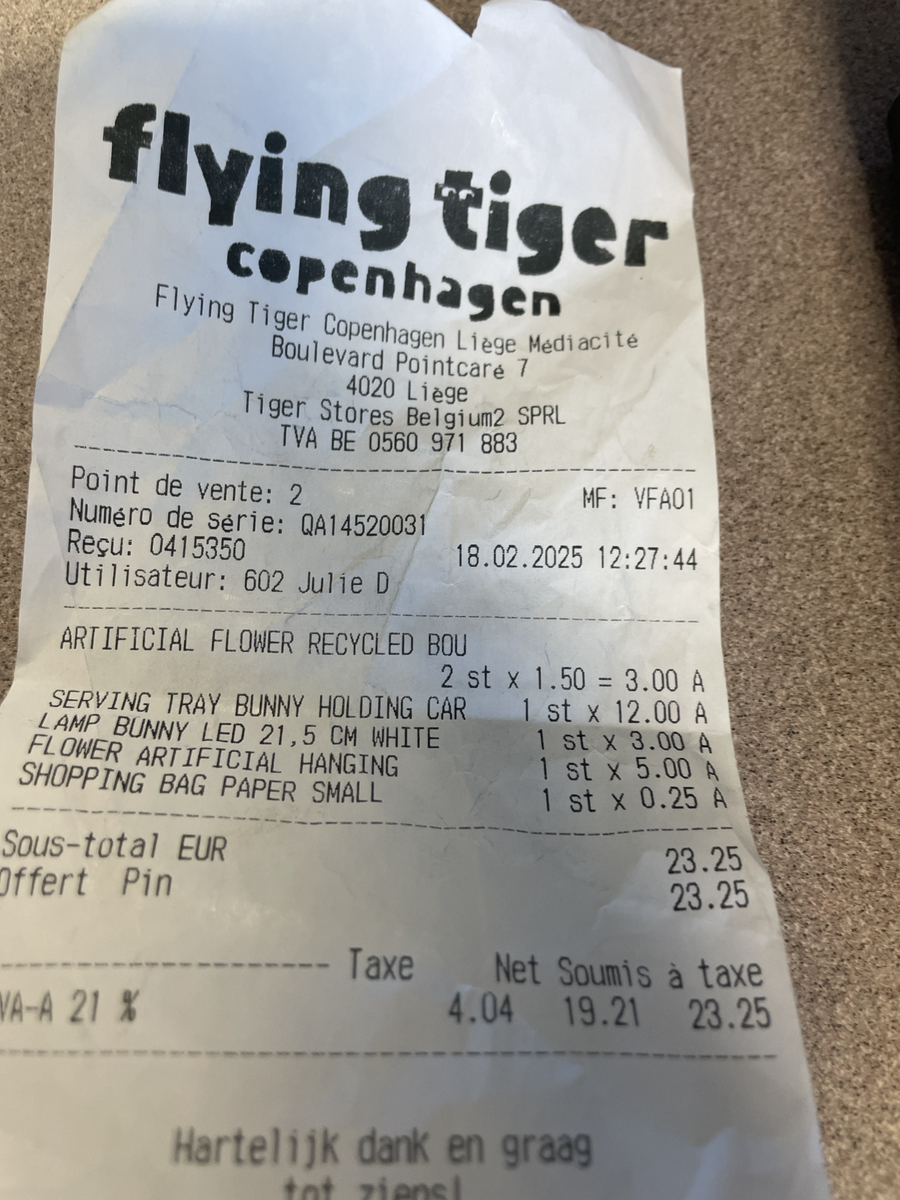 flying tiger
copenhagen
Flying Tiger Copenhagen Liège Médiacité
Boulevard Pointcaré 7
4020 Liège
Tiger Stores Belgium2 SPRL
TVA BE 0560 971 883
Point de vente: 2 MF: VFA01
Numéro de série: QA14520031
Reçu: 0415350 18.02.2025 12:27:44
Utilisateur: 602 Julie D
ARTIFICIAL FLOWER RECYCLED BOU
2 st x 1.50 = 3.00 A
SERVING TRAY BUNNY HOLDING CAR 1 st x 12.00 A
LAMP BUNNY LED 21,5 CM WHITE 1 st x 3.00 A
FLOWER ARTIFICIAL HANGING 1 st x 5.00 A
SHOPPING BAG PAPER SMALL 1 st x 0.25 A
Sous-total EUR 23.25
Offert Pin 23.25
Taxe Net Soumis à taxe
VA-A 21 % 4.04 19.21 23.25
Hartelijk dank en graag
tot ziens!